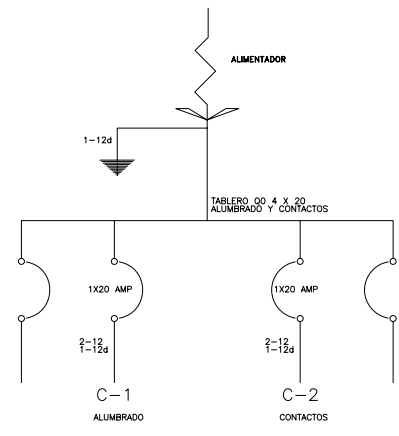 ALIMENTADOR
1-12d
TABLERO QO 4 X 20
ALUMBRADO Y CONTACTOS
1X20 AMP
1X20 AMP
2-12
1-12d
2-12
1-12d
C-1
C-2
ALUMBRADO
CONTACTOS